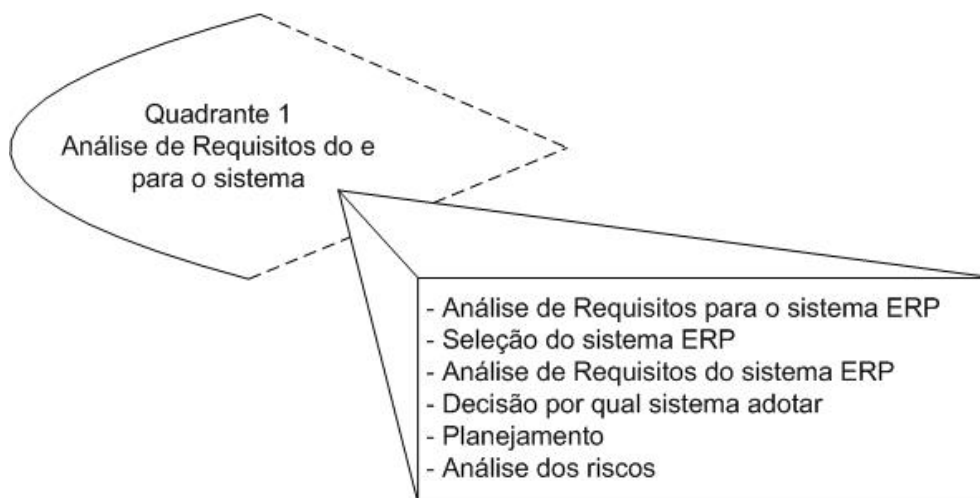 Quadrante 1
Análise de Requisitos do e
para o sistema
- Análise de Requisitos para o sistema ERP
- Seleção do sistema ERP
- Análise de Requisitos do sistema ERP
- Decisão por qual sistema adotar
- Planejamento
- Análise dos riscos